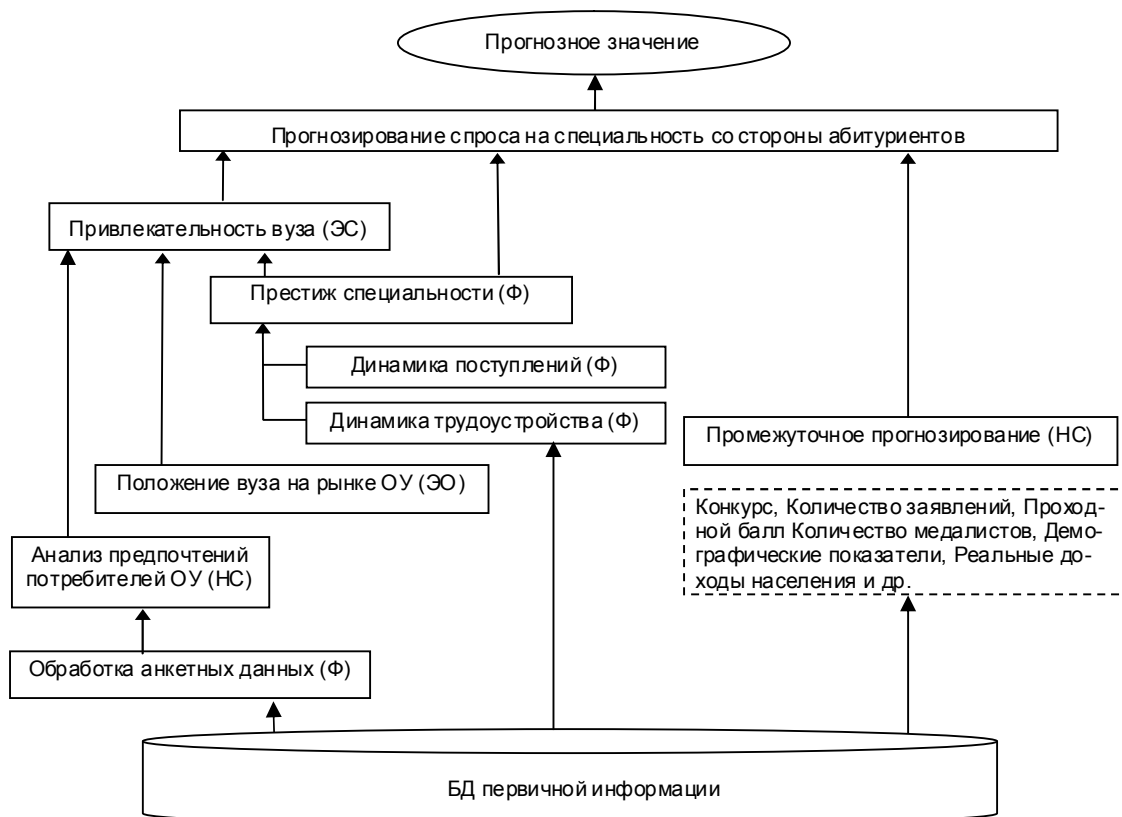 Прогнозное значение
Прогнозирование спроса на специальность со стороны абитуриентов
Привлекательность вуза (ЭС)
Престиж специальности (Ф)
Динамика поступлений (Ф)
Динамика трудоустройства (Ф)
Промежуточное прогнозирование (НС)
Положение вуза на рынке ОУ (ЭО)
Конкурс, Количество заявлений, Проход-
ной балл Количество медалистов, Демо-
графические показатели, Реальные до-
ходы населения и др.
Анализ предпочтений
потребителей ОУ (НС)
Обработка анкетных данных (Ф)
БД первичной информации